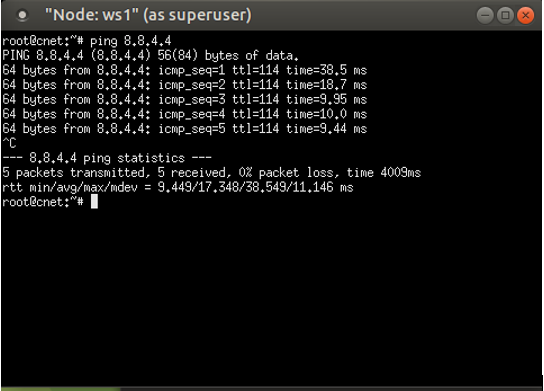 "Node: ws1" (as superuser)
root@cnet:~# ping 8.8.4.4
PING 8.8.4.4 (8.8.4.4) 56(84) bytes of data.
64 bytes from 8.8.4.4: icmp_seq=1 ttl=114 time=38.5 ms
64 bytes from 8.8.4.4: icmp_seq=2 ttl=114 time=18.7 ms
64 bytes from 8.8.4.4: icmp_seq=3 ttl=114 time=9.95 ms
64 bytes from 8.8.4.4: icmp_seq=4 ttl=114 time=10.0 ms
64 bytes from 8.8.4.4: icmp_seq=5 ttl=114 time=9.44 ms
^C
--- 8.8.4.4 ping statistics ---
5 packets transmitted, 5 received, 0% packet loss, time 4009ms
rtt min/avg/max/mdev = 9.449/17.348/38.549/11.146 ms
root@cnet:~#